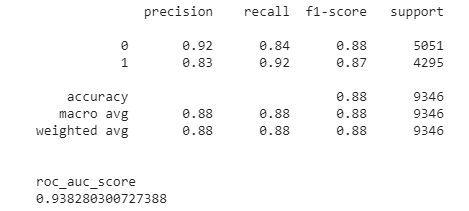 precision recall f1-score support
0 0.92 0.84 0.88 5051
1 0.83 0.92 0.87 4295
accuracy 0.88 9346
macro avg 0.88 0.88 0.88 9346
weighted avg 0.88 0.88 0.88 9346
roc_auc_score
0.938280300727388